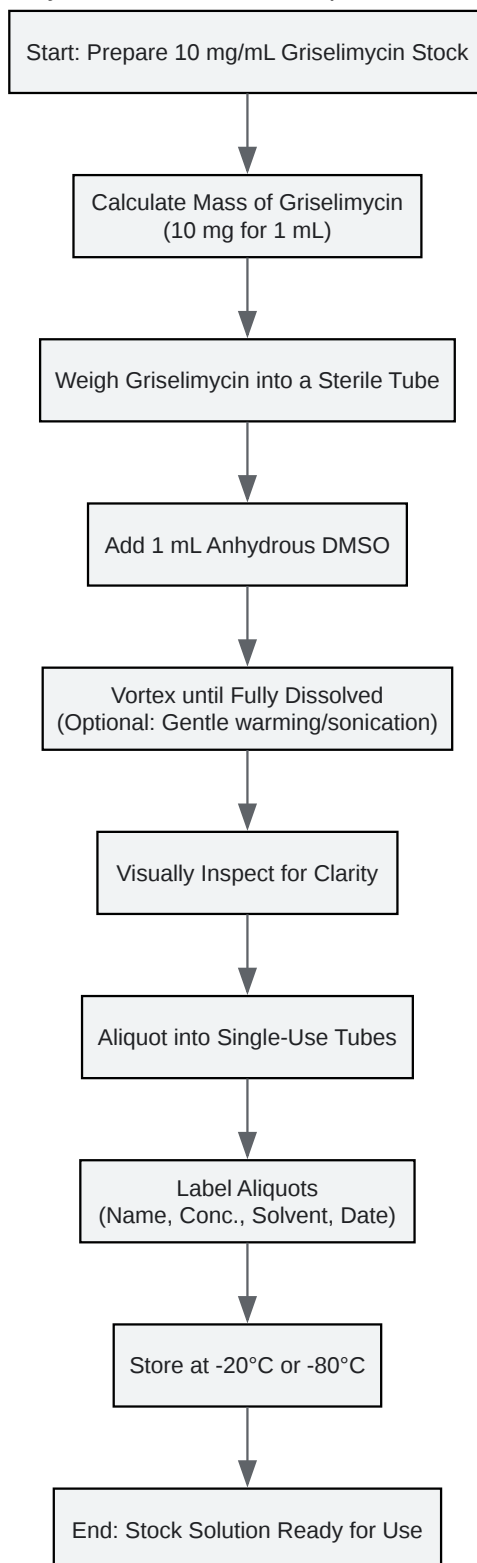 Start: Prepare 10 mg/mL Griselimycin Stock
Calculate Mass of Griselimycin
(10 mg for 1 mL)
Weigh Griselimycin into a Sterile Tube
Add 1 mL Anhydrous DMSO
Vortex until Fully Dissolved
(Optional: Gentle warming/sonication)
Visually Inspect for Clarity
Aliquot into Single-Use Tubes
Label Aliquots
(Name, Conc., Solvent, Date)
Store at -20°C or -80°C
End: Stock Solution Ready for Use